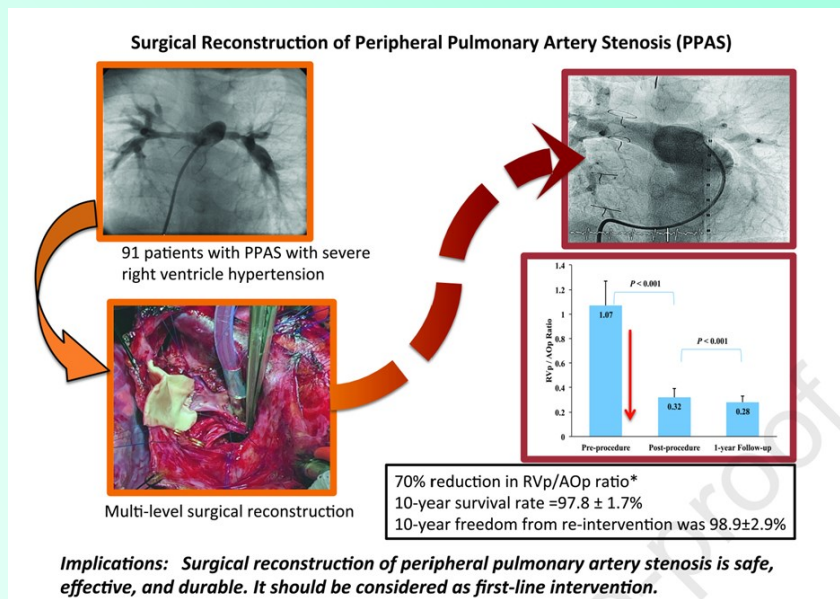 Surgical Reconstruction of Peripheral Pulmonary Artery Stenosis (PPAS)
91 patients with PPAS with severe
right ventricle hypertension
Multi-level surgical reconstruction
RVp / AOp Ratio
1.4
1.2
1
0.8
0.6
0.4
0.2
0
P < 0.001
P < 0.001
1.07
0.32
0.28
Pre-procedure Post-procedure 1-year Follow-up
70% reduction in RVp/AOp ratio*
10-year survival rate =97.8 ± 1.7%
10-year freedom from re-intervention was 98.9±2.9%
Implications: Surgical reconstruction of peripheral pulmonary artery stenosis is safe,
effective, and durable. It should be considered as first-line intervention.
-proof